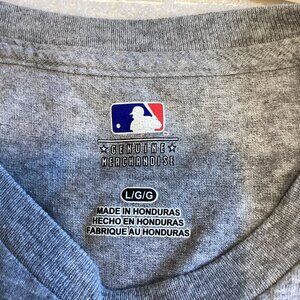 GENUINE
MERCHANDISE
L/G/G
MADE IN HONDURAS
HECHO EN HONDURAS
FABRIQUE AU HONDURAS